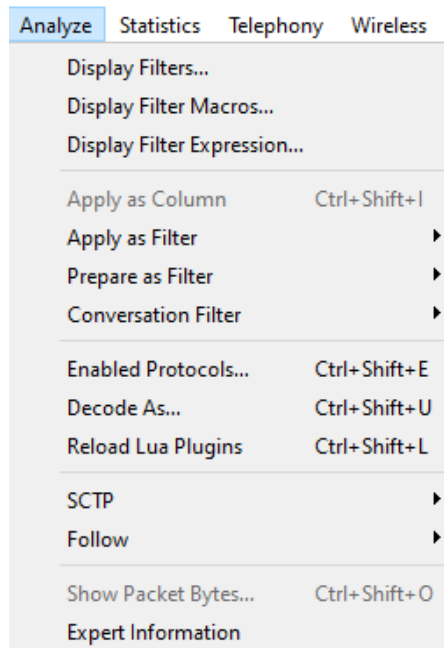 Analyze Statistics Telephony Wireless
Display Filters...
Display Filter Macros...
Display Filter Expression...
Apply as Column Ctrl+Shift+I
Apply as Filter
Prepare as Filter
Conversation Filter
Enabled Protocols... Ctrl+Shift+E
Decode As... Ctrl+Shift+U
Reload Lua Plugins Ctrl+Shift+L
SCTP
Follow
Show Packet Bytes... Ctrl+Shift+O
Expert Information